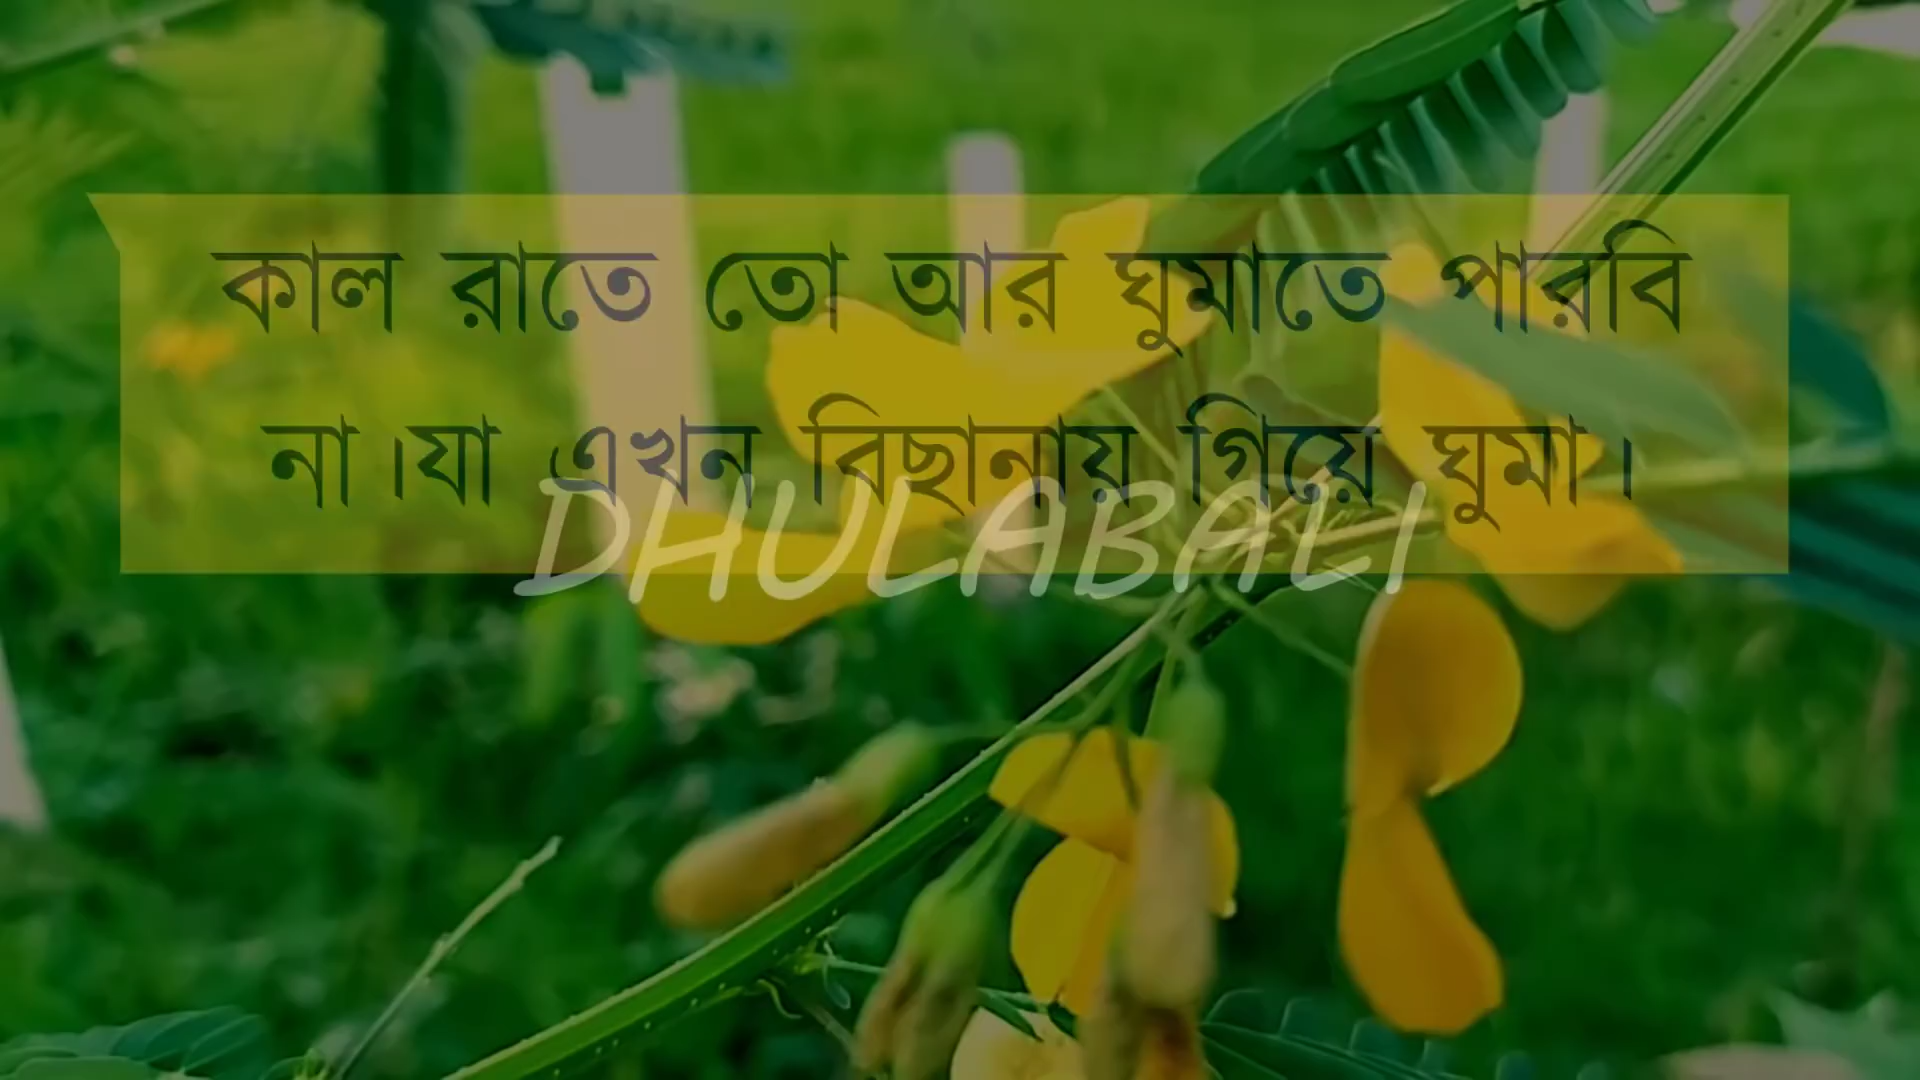 কাল রাতে তো আর ঘুমাতে পারবি
না।যা এখন বিছানায় গিয়ে ঘুমা।
DHULABALI